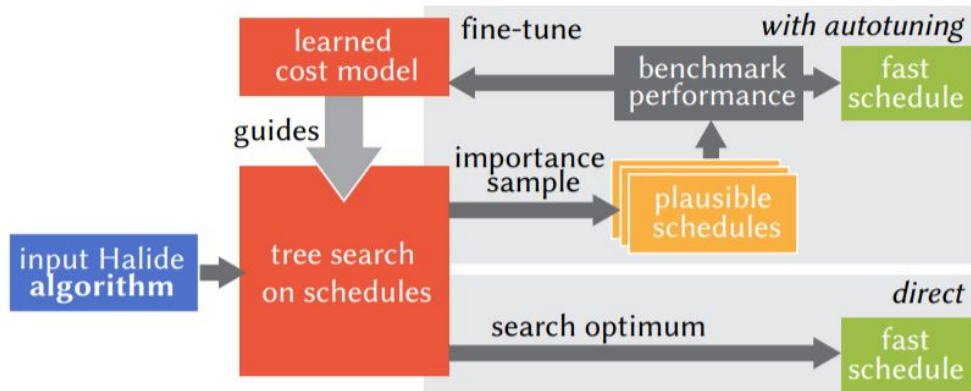 learned
cost model
fine-tune
with autotuning
benchmark
performance
fast
schedule
guides
importance
sample
plausible
schedules
input Halide
algorithm
tree search
on schedules
direct
search optimum
fast
schedule